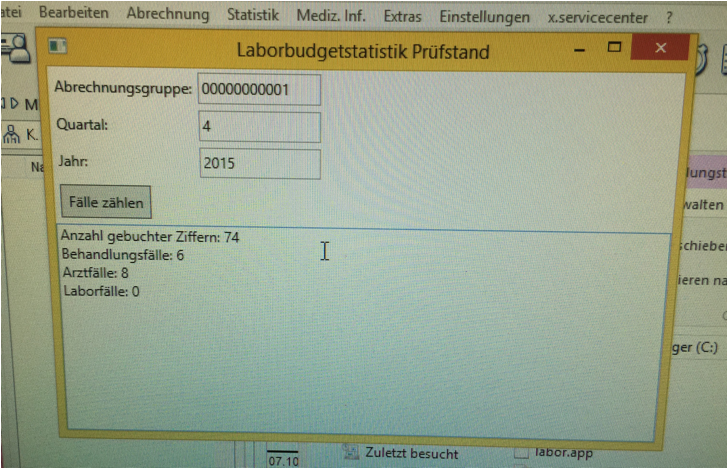 atei Bearbeiten Abrechnung Statistik Mediz. Inf. Extras Einstellungen x.servicecenter ?
Laborbudgetstatistik Prüfstand
Abrechnungsgruppe: 00000000001
Quartal: 4
Jahr: 2015
Fälle zählen
Anzahl gebuchter Ziffern: 74
Behandlungsfälle: 6
Arztfälle: 8
Laborfälle: 0
M
K.
Na
lungst
walten
schieber
ieren na
ger (C:)
07.10
Zuletzt besucht
labor.app